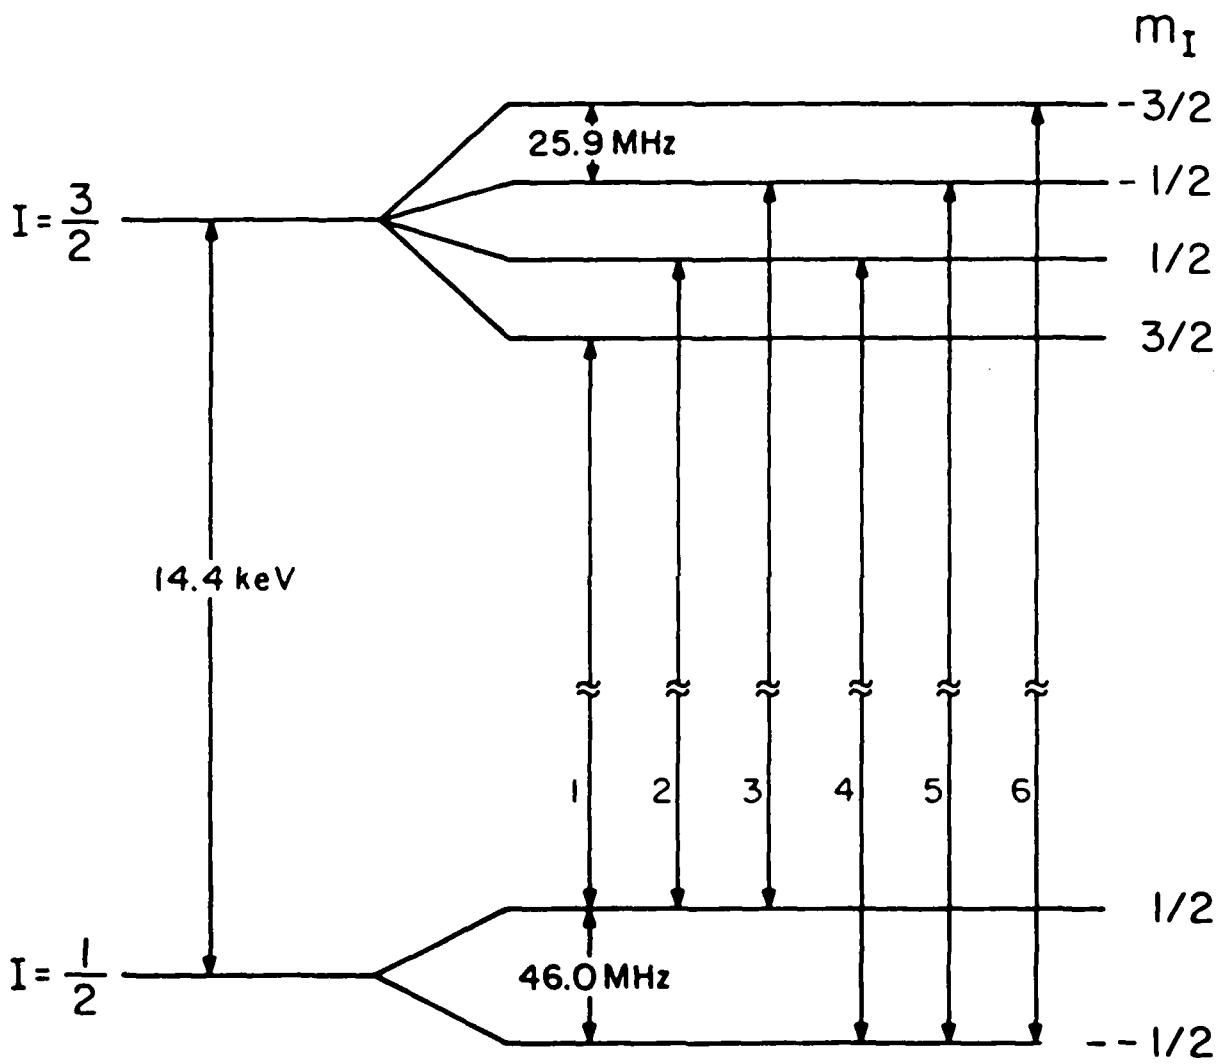 m_I
-3/2
25.9 MHz
-1/2
I = 3/2
1/2
3/2
14.4 keV
1 2 3 4 5 6
1/2
I = 1/2
46.0 MHz
--1/2